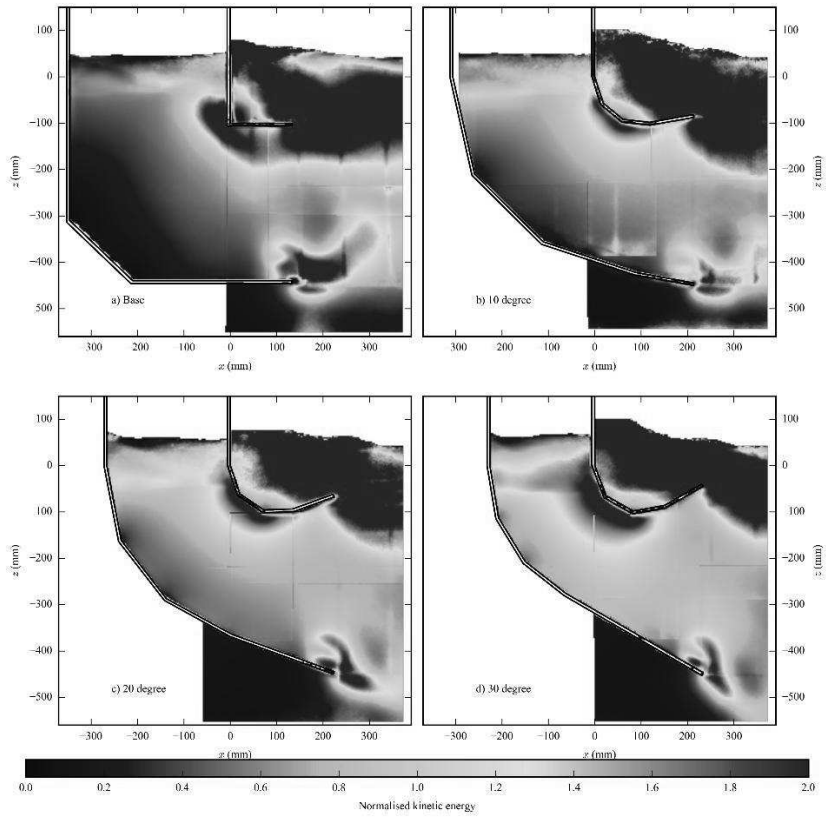 100
0
−100
−200
−300
−400
500
z (mm)
a) Base
300 −200 −100 0 100 200 300
x (mm)
100
0
−100
−200
−300
−400
500
z (mm)
b) 10 degree
300 −200 −100 0 100 200 300
x (mm)
100
0
−100
−200
−300
−400
−500
z (mm)
c) 20 degree
−300 −200 −100 0 100 200 300
x (mm)
100
0
−100
−200
−300
−400
−500
z (mm)
d) 30 degree
−300 −200 −100 0 100 200 300
x (mm)
0.0 0.2 0.4 0.6 0.8 1.0 1.2 1.4 1.6 1.8 2.0
Normalised kinetic energy